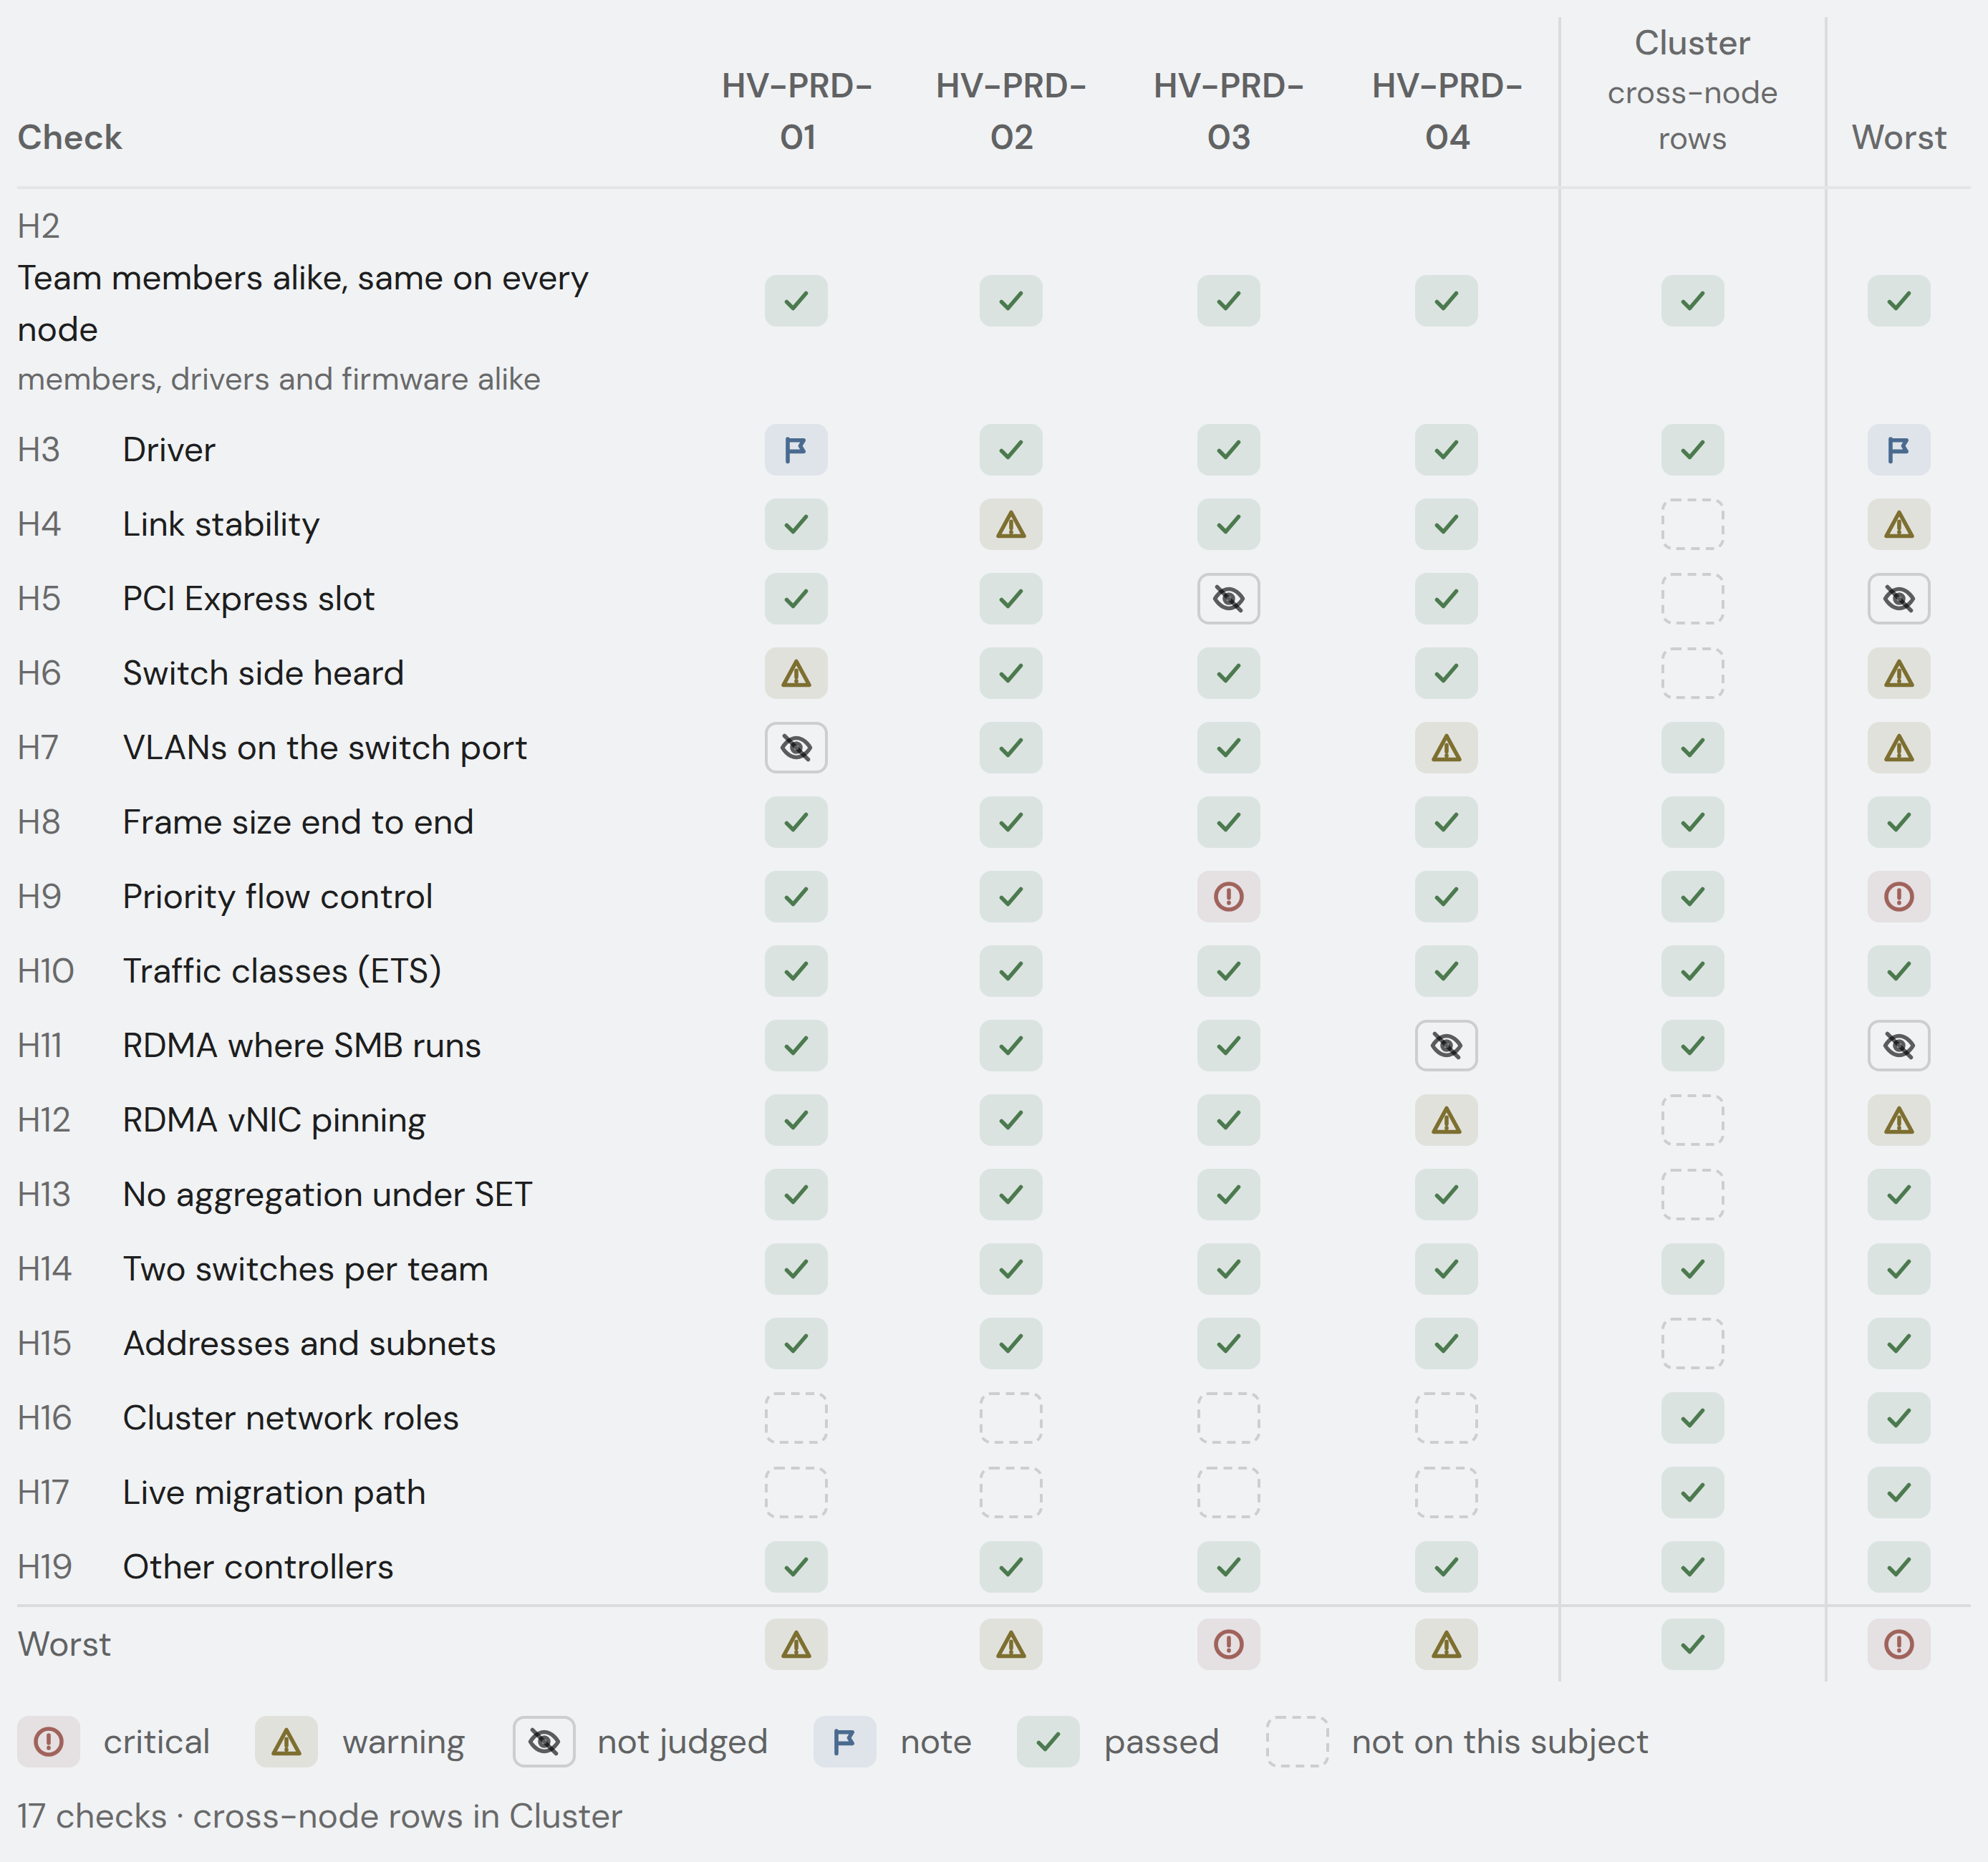 Check
HV-PRD-01
HV-PRD-02
HV-PRD-03
HV-PRD-04
Cluster
cross-node
rows
Worst
H2
Team members alike, same on every
node
members, drivers and firmware alike
H3 Driver
H4 Link stability
H5 PCI Express slot
H6 Switch side heard
H7 VLANs on the switch port
H8 Frame size end to end
H9 Priority flow control
H10 Traffic classes (ETS)
H11 RDMA where SMB runs
H12 RDMA vNIC pinning
H13 No aggregation under SET
H14 Two switches per team
H15 Addresses and subnets
H16 Cluster network roles
H17 Live migration path
H19 Other controllers
Worst
critical warning not judged note passed not on this subject
17 checks · cross-node rows in Cluster